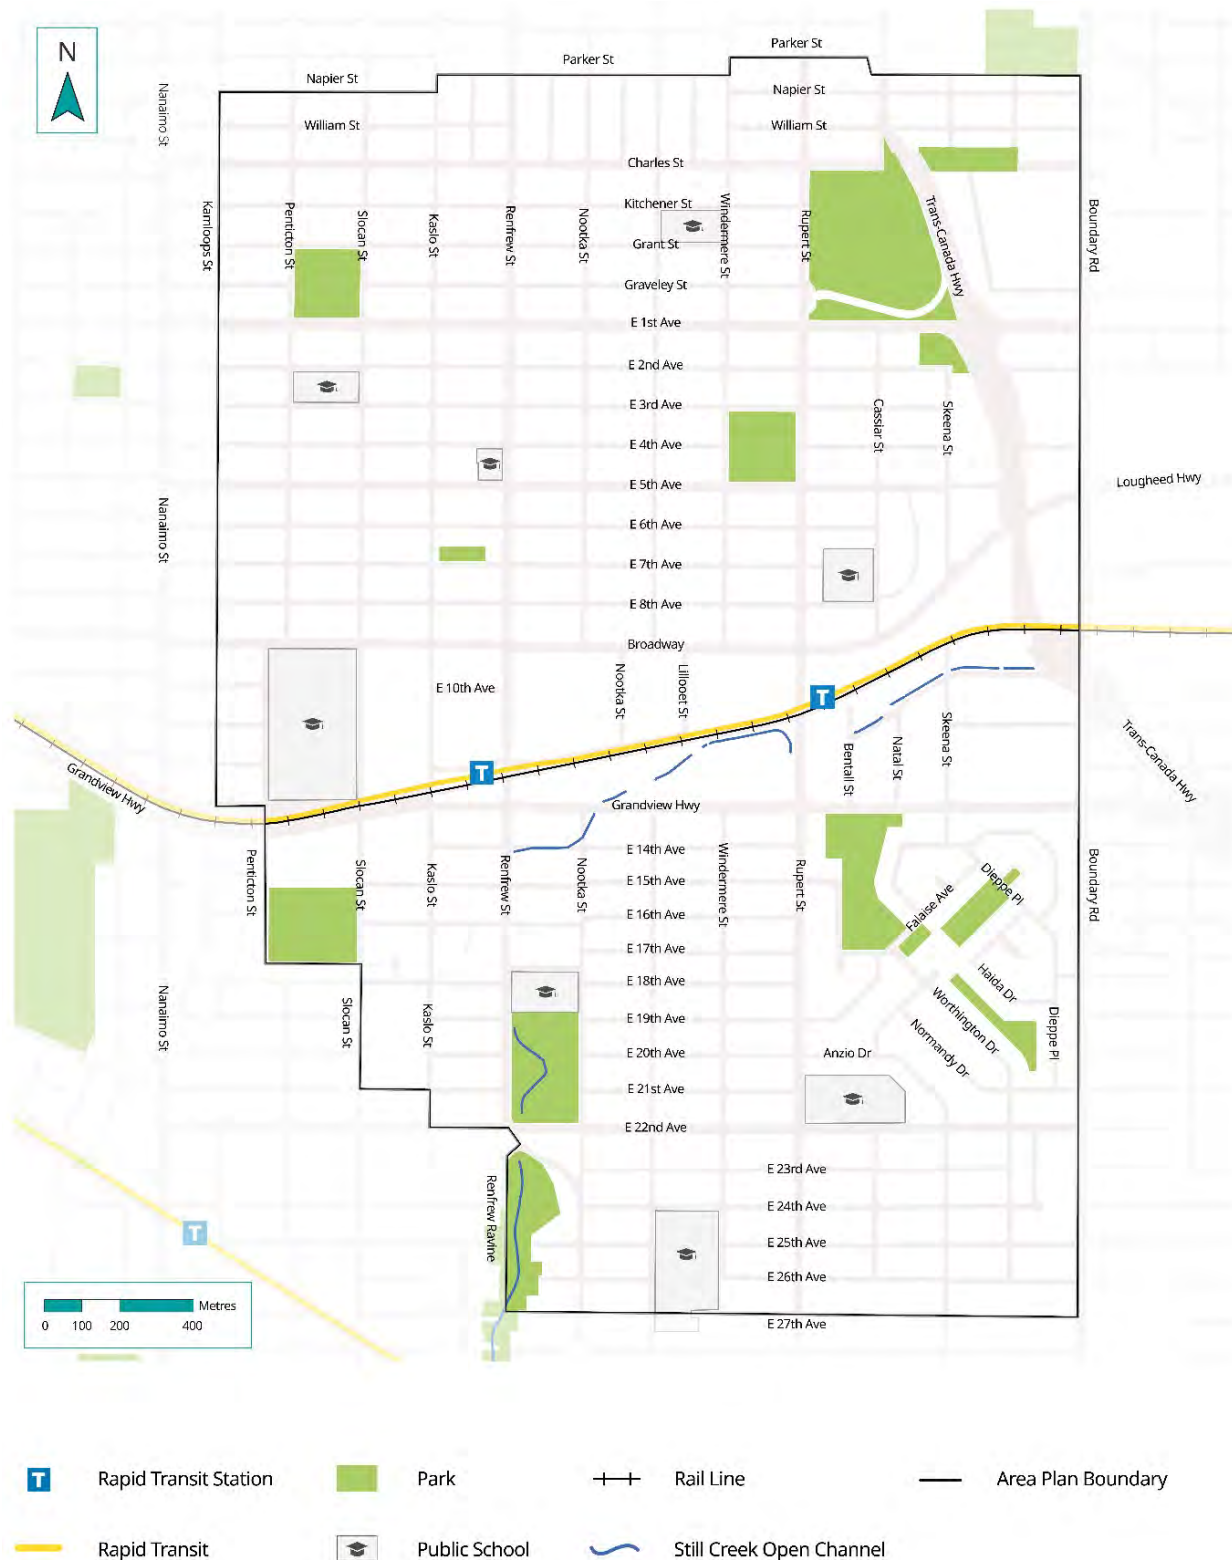 N
Parker St
Parker St
Napier St
Napier St
William St
William St
Nanaimo St
Charles St
Kitchener St
Grant St
Graveley St
Kamloops St
Penticton St
Slocan St
Kaslo St
Renfrew St
Nootka St
Windermere St
Rupert St
Trans-Canada Hwy
Boundary Rd
E 1st Ave
E 2nd Ave
E 3rd Ave
E 4th Ave
E 5th Ave
Cassiar St
Skeena St
Lougheed Hwy
Nanaimo St
E 6th Ave
E 7th Ave
E 8th Ave
Broadway
E 10th Ave
Nootka St
Lillooet St
T
T
Bentall St
Natal St
Skeena St
Trans-Canada Hwy
Grandview Hwy
Grandview Hwy
E 14th Ave
E 15th Ave
E 16th Ave
E 17th Ave
E 18th Ave
E 19th Ave
E 20th Ave
E 21st Ave
E 22nd Ave
Penticton St
Slocan St
Kaslo St
Renfrew St
Nootka St
Windermere St
Rupert St
Falaise Ave
Dieppe Pl
Boundary Rd
Haida Dr
Worthington Dr
Normandy Dr
Dieppe Pl
Nanaimo St
Slocan St
Kaslo St
Anzio Dr
E 23rd Ave
E 24th Ave
E 25th Ave
E 26th Ave
E 27th Ave
Renfrew Ravine
T
Metres
0 100 200 400
T Rapid Transit Station
Park
Rail Line
Area Plan Boundary
Rapid Transit
Public School
Still Creek Open Channel